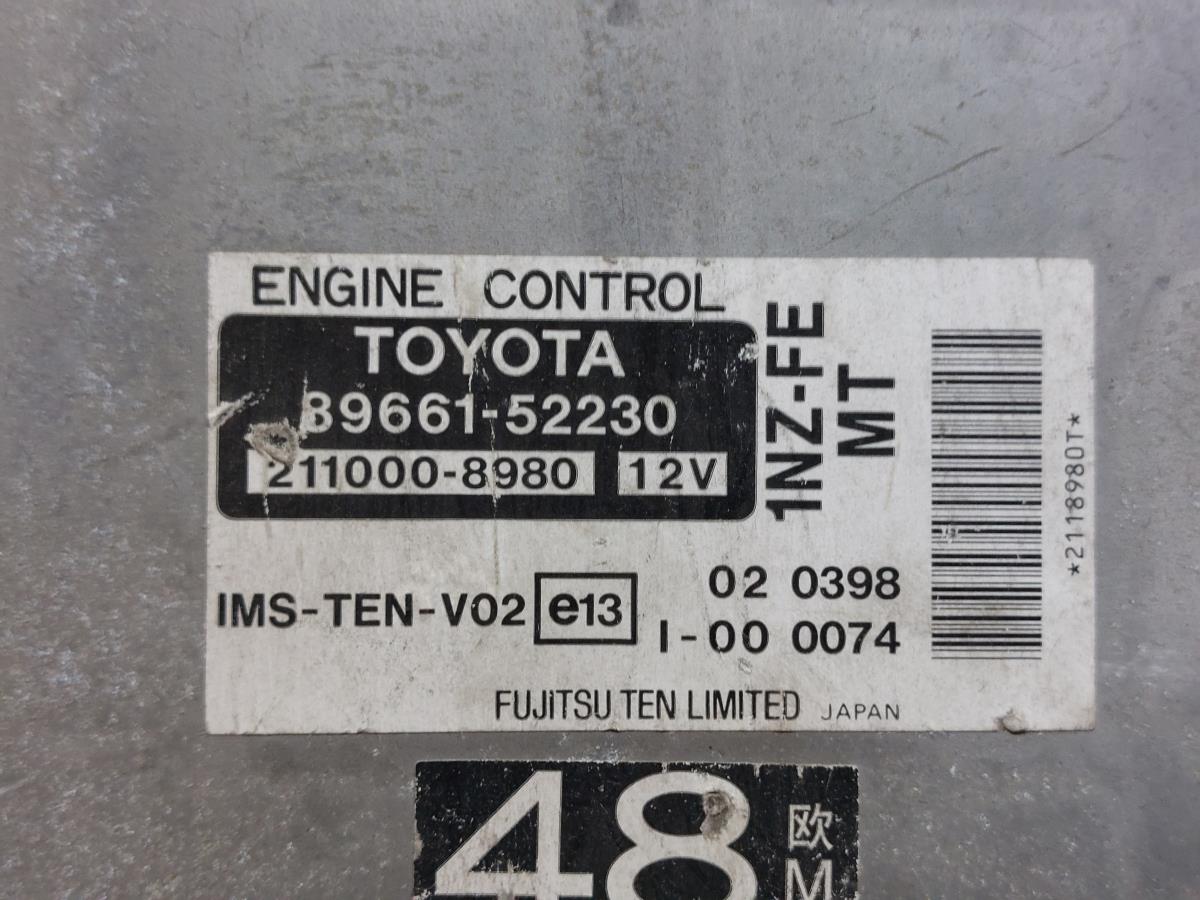 ENGINE CONTROL
TOYOTA
89661-52230
211000-8980 12V
1NZ-FE
MT
IMS-TEN-V02 e13 02 0398
I-00 0074
FUJITSU TEN LIMITED JAPAN
*2118980T*
48 欧
M